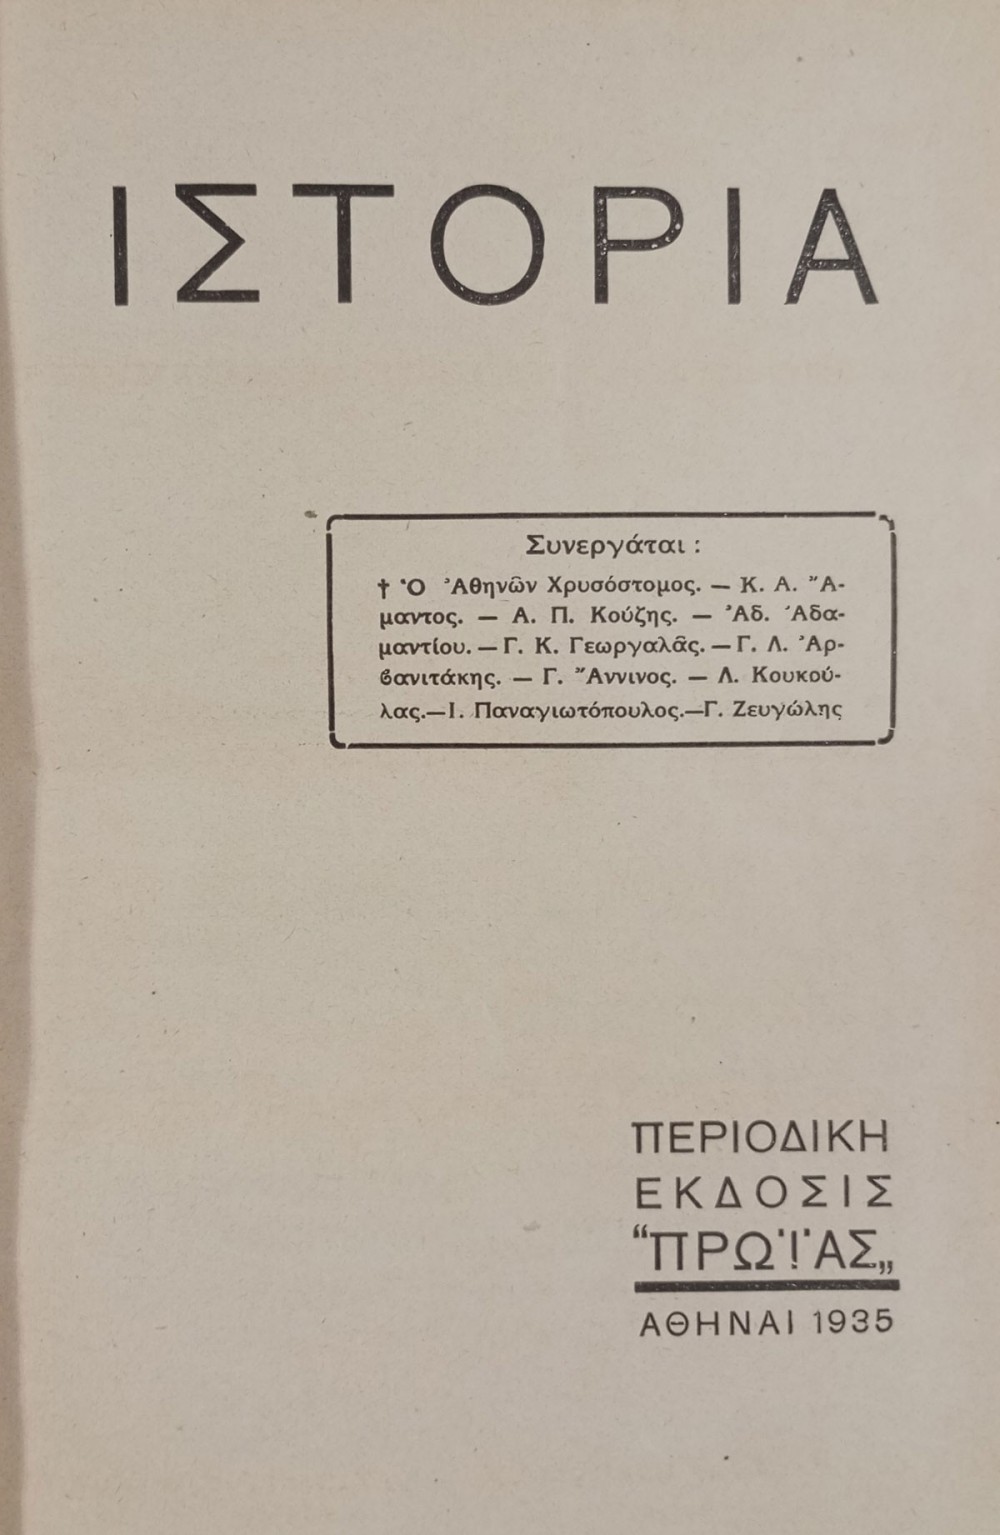 ΙΣΤΟΡΙΑ
Συνεργάται :
† Ὁ Ἀθηνῶν Χρυσόστομος. — Κ. Α. Ἄ-
μαντος. — Α. Π. Κούζης. — Ἀδ. Ἀδα-
μαντίου. — Γ. Κ. Γεωργαλᾶς. — Γ. Λ. Ἀρ-
βανιτάκης. — Γ. Ἄννινος. — Λ. Κουκού-
λας.—Ι. Παναγιωτόπουλος.—Γ. Ζευγώλης
ΠΕΡΙΟΔΙΚΗ
ΕΚΔΟΣΙΣ
“ΠΡΩΪΑΣ„
ΑΘΗΝΑΙ 1935